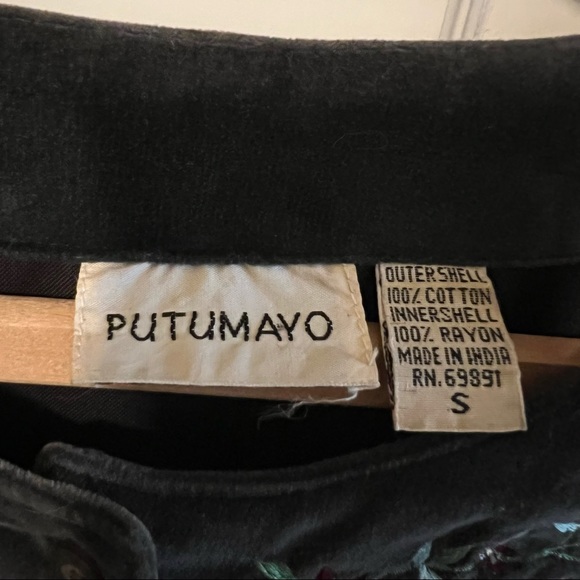 PUTUMAYO
OUTERSHELL
100% COTTON
INNERSHELL
100% RAYON
MADE IN INDIA
RN. 69891
S